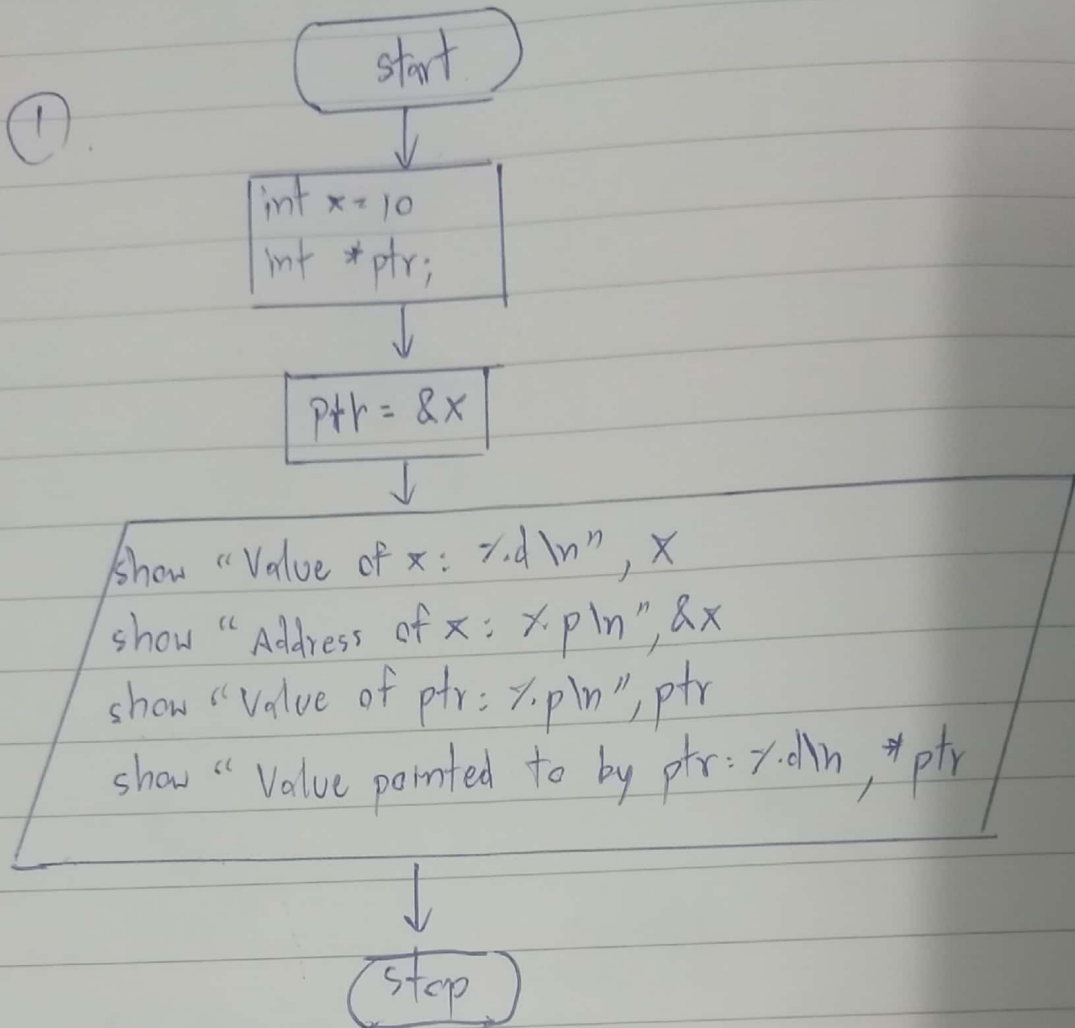 start
1.
int x = 10
int *ptr;
ptr = &x
show "Value of x: %d\n", x
show "Address of x: %p\n", &x
show "Value of ptr: %p\n", ptr
show "Value pointed to by ptr: %d\n, *ptr
stop